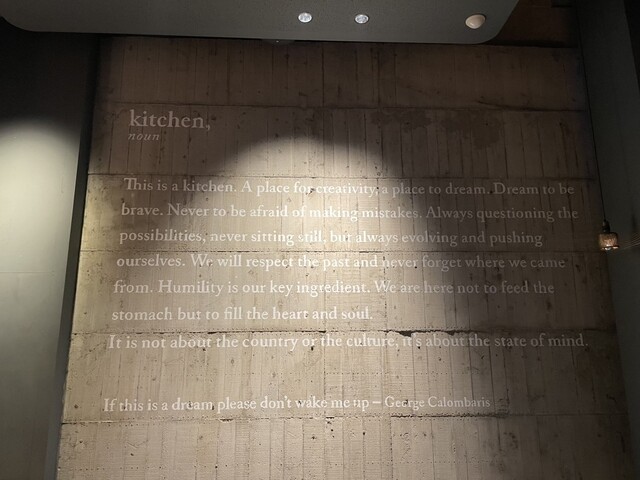 kitchen,
noun
This is a kitchen. A place for creativity, a place to dream. Dream to be
brave. Never to be afraid of making mistakes. Always questioning the
possibilities, never sitting still, but always evolving and pushing
ourselves. We will respect the past and never forget where we came
from. Humility is our key ingredient. We are here not to feed the
stomach but to fill the heart and soul.
It is not about the country or the culture, it's about the state of mind.
If this is a dream please don't wake me up – George Calombaris